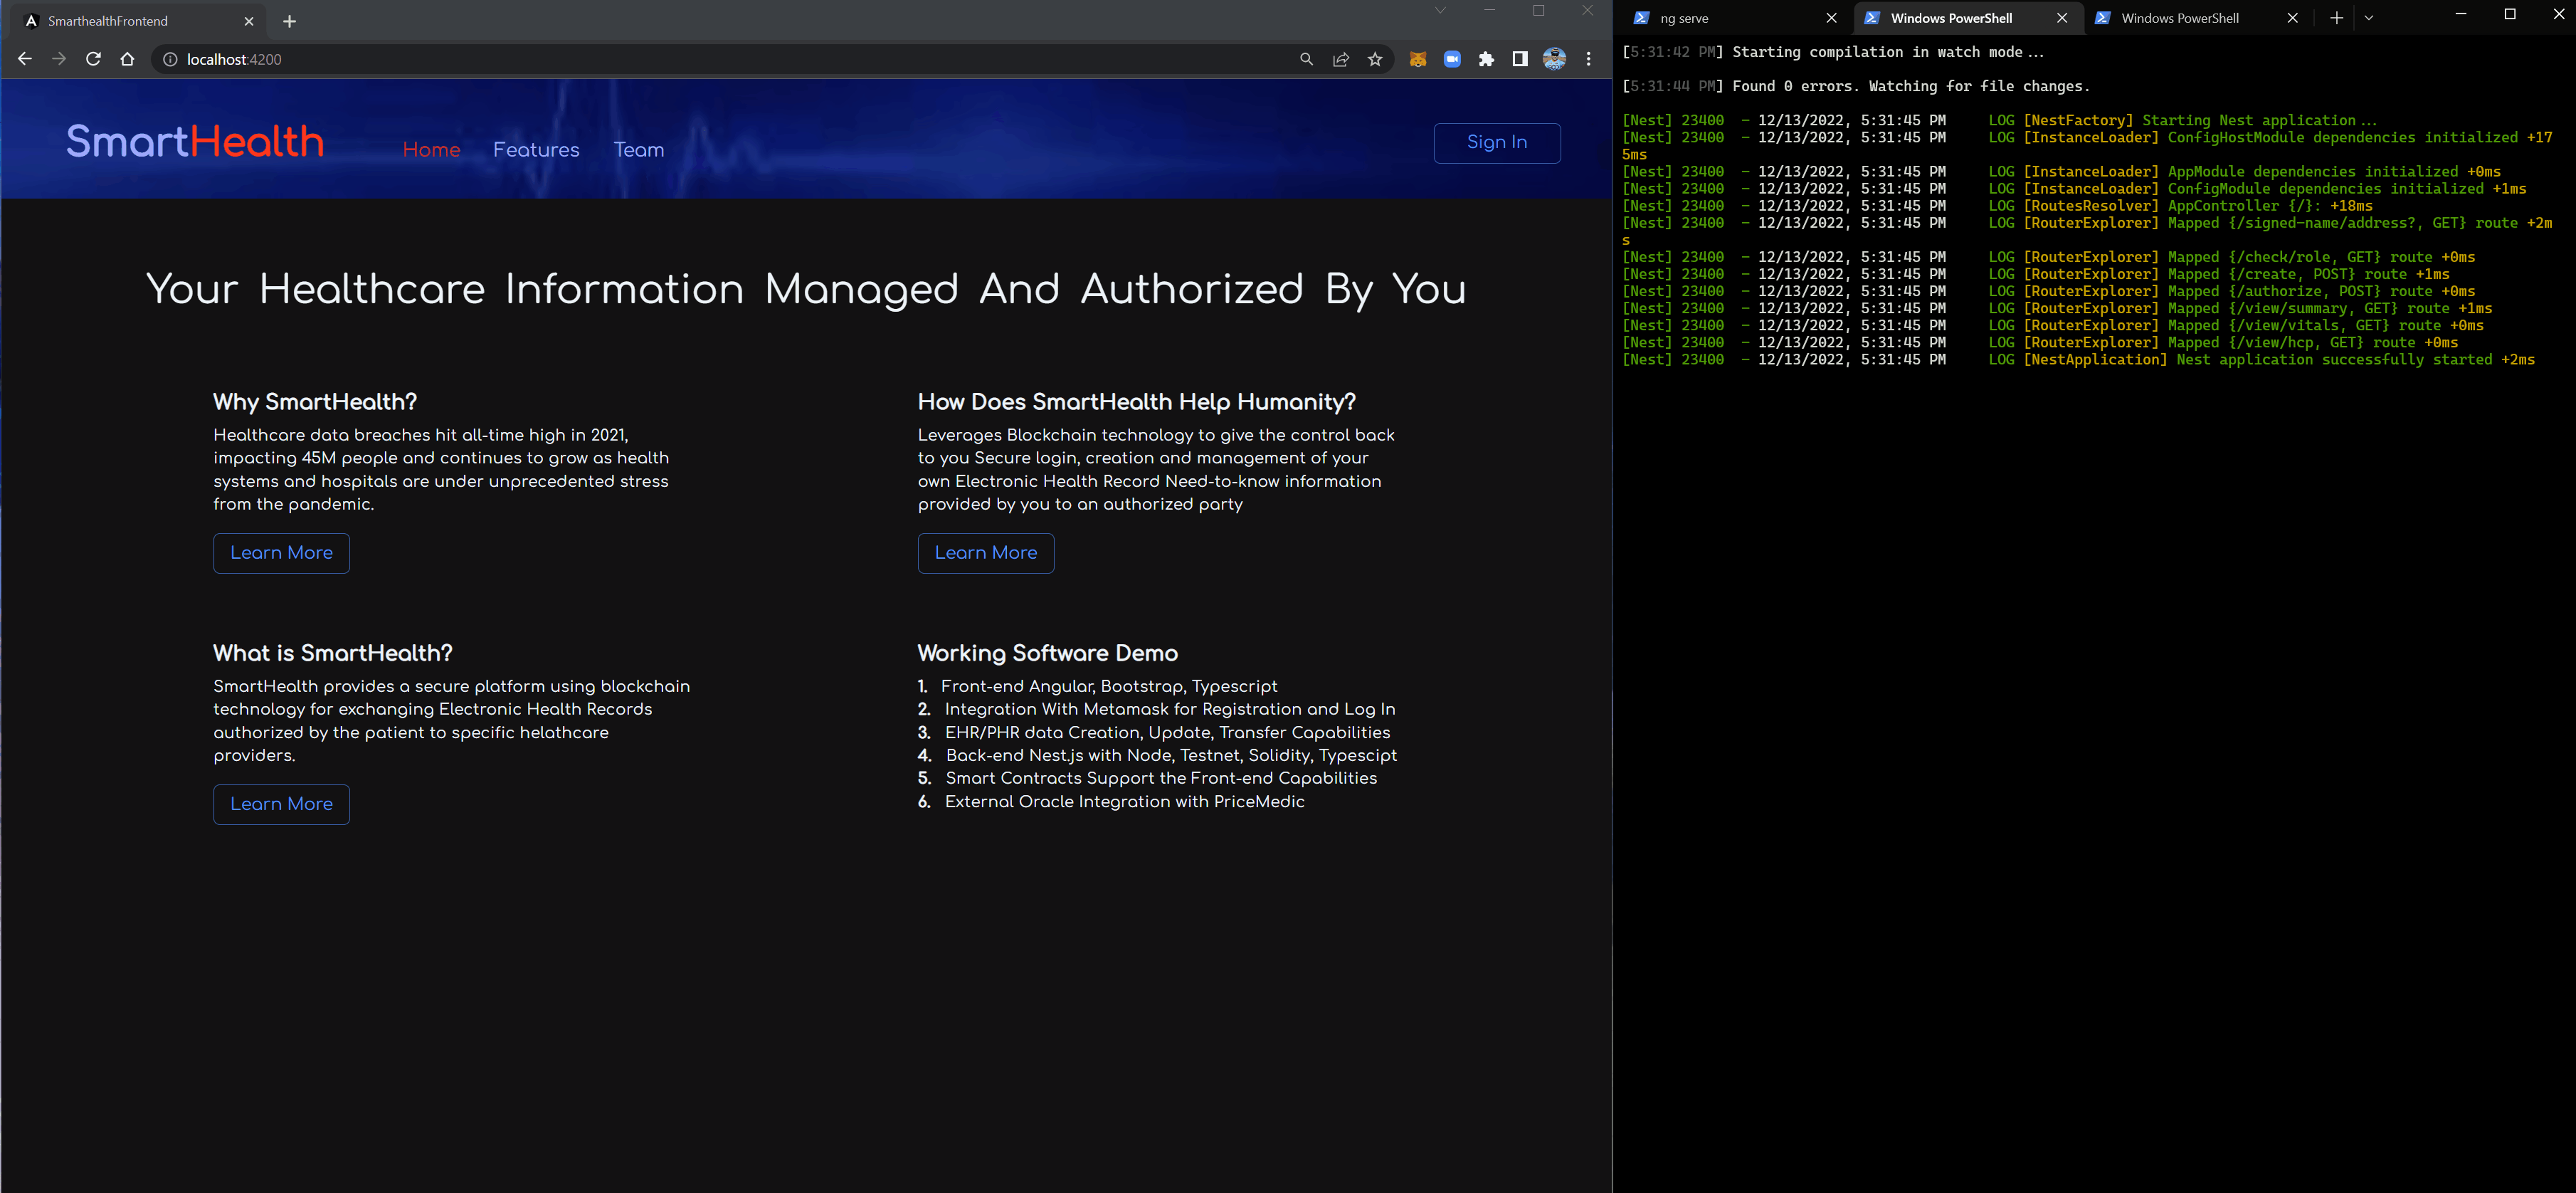 SmarthealthFrontend
localhost:4200
SmartHealth
Home
Features
Team
Sign In
Your Healthcare Information Managed And Authorized By You
Why SmartHealth?
Healthcare data breaches hit all-time high in 2021,
impacting 45M people and continues to grow as health
systems and hospitals are under unprecedented stress
from the pandemic.
Learn More
How Does SmartHealth Help Humanity?
Leverages Blockchain technology to give the control back
to you Secure login, creation and management of your
own Electronic Health Record Need-to-know information
provided by you to an authorized party
Learn More
What is SmartHealth?
SmartHealth provides a secure platform using blockchain
technology for exchanging Electronic Health Records
authorized by the patient to specific helathcare
providers.
Learn More
Working Software Demo
1. Front-end Angular, Bootstrap, Typescript
2. Integration With Metamask for Registration and Log In
3. EHR/PHR data Creation, Update, Transfer Capabilities
4. Back-end Nest.js with Node, Testnet, Solidity, Typescipt
5. Smart Contracts Support the Front-end Capabilities
6. External Oracle Integration with PriceMedic
ng serve
Windows PowerShell
Windows PowerShell
[5:31:42 PM] Starting compilation in watch mode...
[5:31:44 PM] Found 0 errors. Watching for file changes.
[Nest] 23400  - 12/13/2022, 5:31:45 PM     LOG [NestFactory] Starting Nest application...
[Nest] 23400  - 12/13/2022, 5:31:45 PM     LOG [InstanceLoader] ConfigHostModule dependencies initialized +17
5ms
[Nest] 23400  - 12/13/2022, 5:31:45 PM     LOG [InstanceLoader] AppModule dependencies initialized +0ms
[Nest] 23400  - 12/13/2022, 5:31:45 PM     LOG [InstanceLoader] ConfigModule dependencies initialized +1ms
[Nest] 23400  - 12/13/2022, 5:31:45 PM     LOG [RoutesResolver] AppController {/}: +18ms
[Nest] 23400  - 12/13/2022, 5:31:45 PM     LOG [RouterExplorer] Mapped {/signed-name/address?, GET} route +2m
s
[Nest] 23400  - 12/13/2022, 5:31:45 PM     LOG [RouterExplorer] Mapped {/check/role, GET} route +0ms
[Nest] 23400  - 12/13/2022, 5:31:45 PM     LOG [RouterExplorer] Mapped {/create, POST} route +1ms
[Nest] 23400  - 12/13/2022, 5:31:45 PM     LOG [RouterExplorer] Mapped {/authorize, POST} route +0ms
[Nest] 23400  - 12/13/2022, 5:31:45 PM     LOG [RouterExplorer] Mapped {/view/summary, GET} route +1ms
[Nest] 23400  - 12/13/2022, 5:31:45 PM     LOG [RouterExplorer] Mapped {/view/vitals, GET} route +0ms
[Nest] 23400  - 12/13/2022, 5:31:45 PM     LOG [RouterExplorer] Mapped {/view/hcp, GET} route +0ms
[Nest] 23400  - 12/13/2022, 5:31:45 PM     LOG [NestApplication] Nest application successfully started +2ms